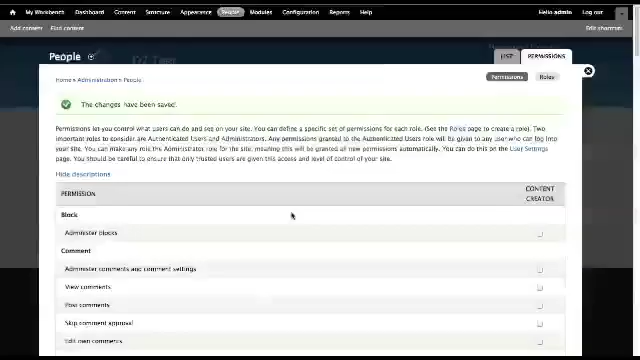 My Workbench Dashboard Content Structure Appearance People Modules Configuration Reports Help Hello admin Log out
Add content Find content Edit shortcuts
People
LIST PERMISSIONS
Home » Administration » People
Permissions Roles
The changes have been saved.
Permissions let you control what users can do and see on your site. You can define a specific set of permissions for each role. (See the Roles page to create a role). Two
important roles to consider are Authenticated Users and Administrators. Any permissions granted to the Authenticated Users role will be given to any user who can log into
your site. You can make any role the Administrator role for the site, meaning this will be granted all new permissions automatically. You can do this on the User Settings
page. You should be careful to ensure that only trusted users are given this access and level of control of your site.
Hide descriptions
PERMISSION
CONTENT
CREATOR
Block
Administer blocks
Comment
Administer comments and comment settings
View comments
Post comments
Skip comment approval
Edit own comments